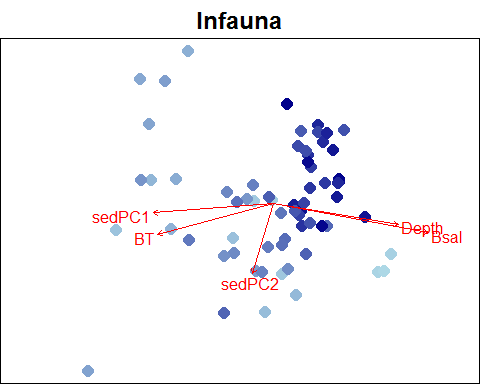 Infauna
sedPC1
Depth
BT
Bsal
sedPC2